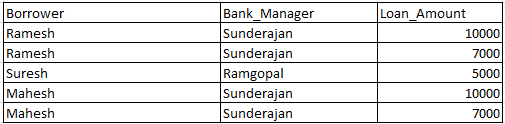 Borrower Bank_Manager Loan_Amount
Ramesh Sunderajan 10000
Ramesh Sunderajan 7000
Suresh Ramgopal 5000
Mahesh Sunderajan 10000
Mahesh Sunderajan 7000